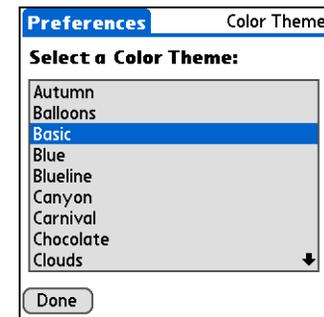 Preferences Color Theme
Select a Color Theme:
Autumn
Balloons
Basic
Blue
Blueline
Canyon
Carnival
Chocolate
Clouds
Done